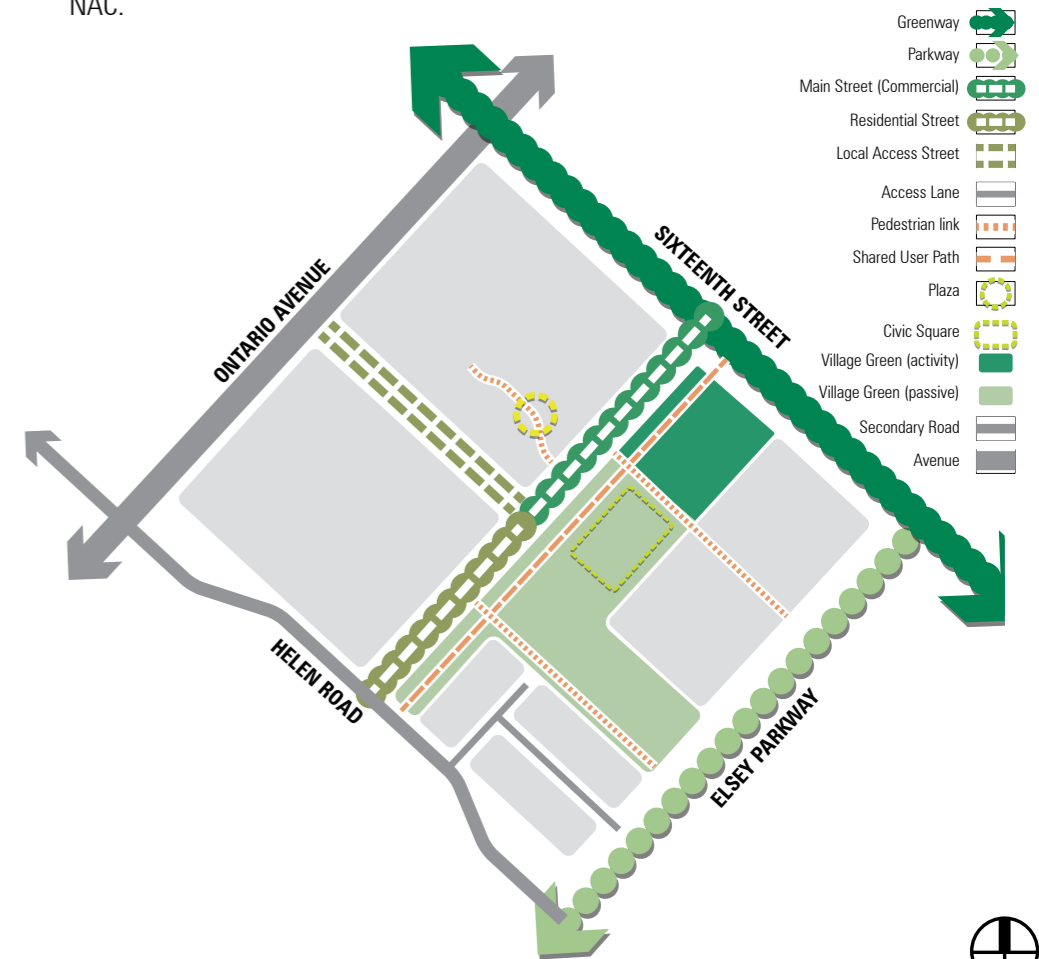 NAC.
Greenway
Parkway
Main Street (Commercial)
Residential Street
Local Access Street
Access Lane
Pedestrian link
Shared User Path
Plaza
Civic Square
Village Green (activity)
Village Green (passive)
Secondary Road
Avenue
SIXTEENTH STREET
ONTARIO AVENUE
HELEN ROAD
ELSEY PARKWAY